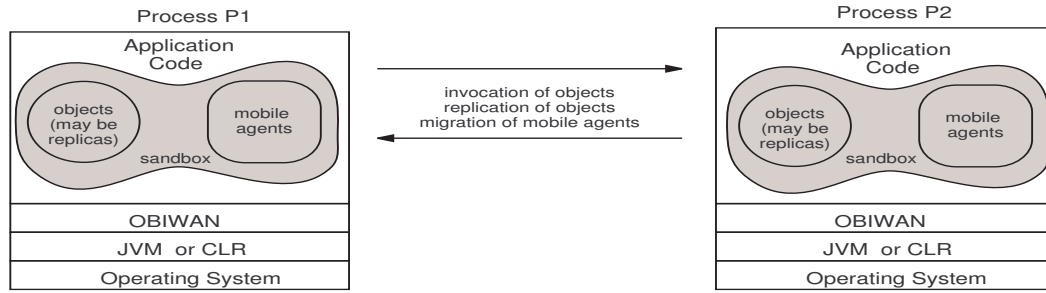 Process P1
Application
Code
objects
(may be
replicas)
mobile
agents
sandbox
OBIWAN
JVM or CLR
Operating System
invocation of objects
replication of objects
migration of mobile agents
Process P2
Application
Code
objects
(may be
replicas)
mobile
agents
sandbox
OBIWAN
JVM or CLR
Operating System